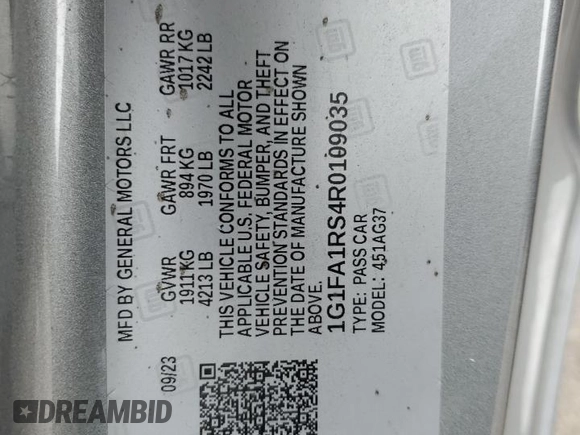 MFD BY GENERAL MOTORS LLC
09/23
GVWR GAWR FRT GAWR RR
1911 KG 894 KG 1017 KG
4213 LB 1970 LB 2242 LB
THIS VEHICLE CONFORMS TO ALL
APPLICABLE U.S. FEDERAL MOTOR
VEHICLE SAFETY, BUMPER, AND THEFT
PREVENTION STANDARDS IN EFFECT ON
THE DATE OF MANUFACTURE SHOWN
ABOVE.
1G1FA1RS4R0109035
TYPE: PASS CAR
MODEL: 451AG37
DREAMBID